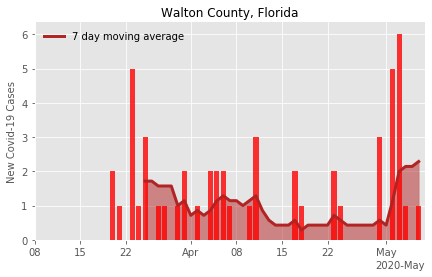 Walton County, Florida
7 day moving average
New Covid-19 Cases
6
5
4
3
2
1
0
08 15 22 Apr 08 15 22 May
2020-May